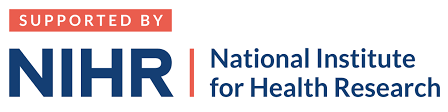 SUPPORTED BY
NIHR
National Institute
for Health Research